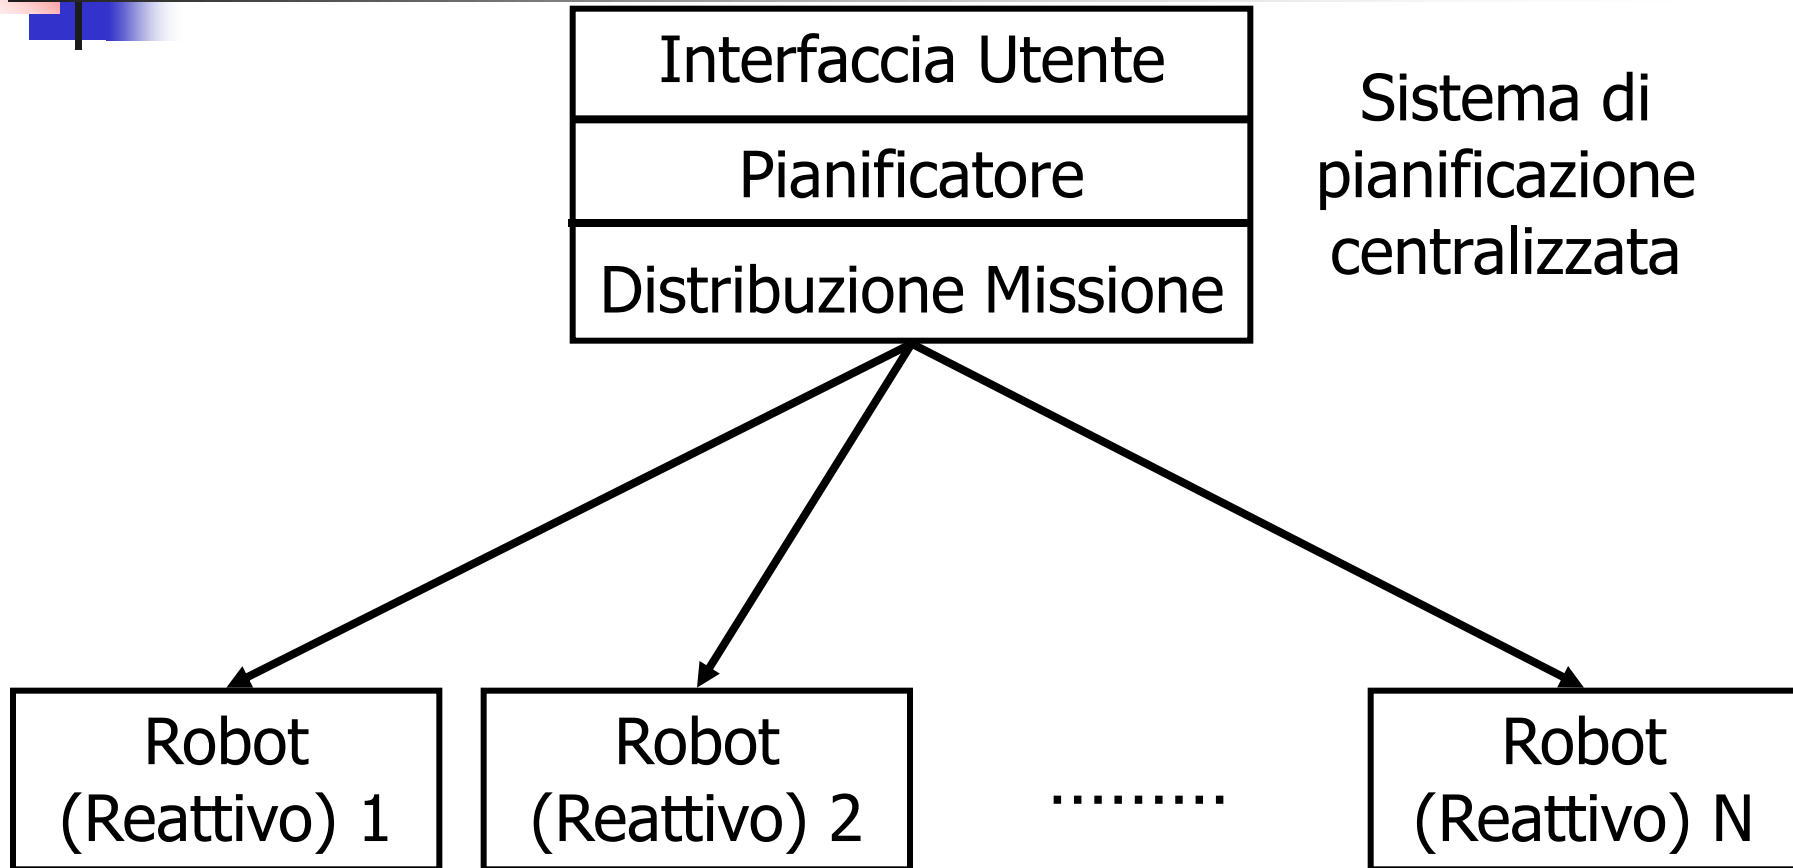 Interfaccia Utente
Pianificatore
Distribuzione Missione
Sistema di
pianificazione
centralizzata
Robot
(Reattivo) 1
Robot
(Reattivo) 2
.........
Robot
(Reattivo) N